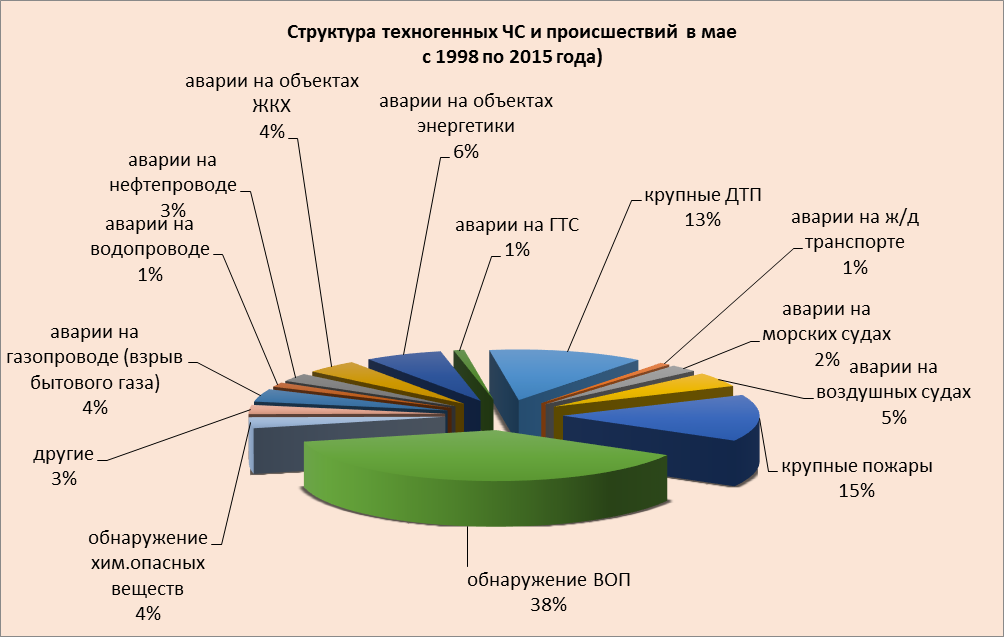 Структура техногенных ЧС и происшествий в мае
с 1998 по 2015 года)
аварии на объектах
ЖКХ
4%
аварии на объектах
энергетики
6%
аварии на
нефтепроводе
3%
аварии на
водопроводе
1%
аварии на ГТС
1%
крупные ДТП
13%
аварии на ж/д
транспорте
1%
аварии на
морских судах
2%
аварии на
воздушных судах
5%
аварии на
газопроводе (взрыв
бытового газа)
4%
другие
3%
крупные пожары
15%
обнаружение
хим.опасных
веществ
4%
обнаружение ВОП
38%